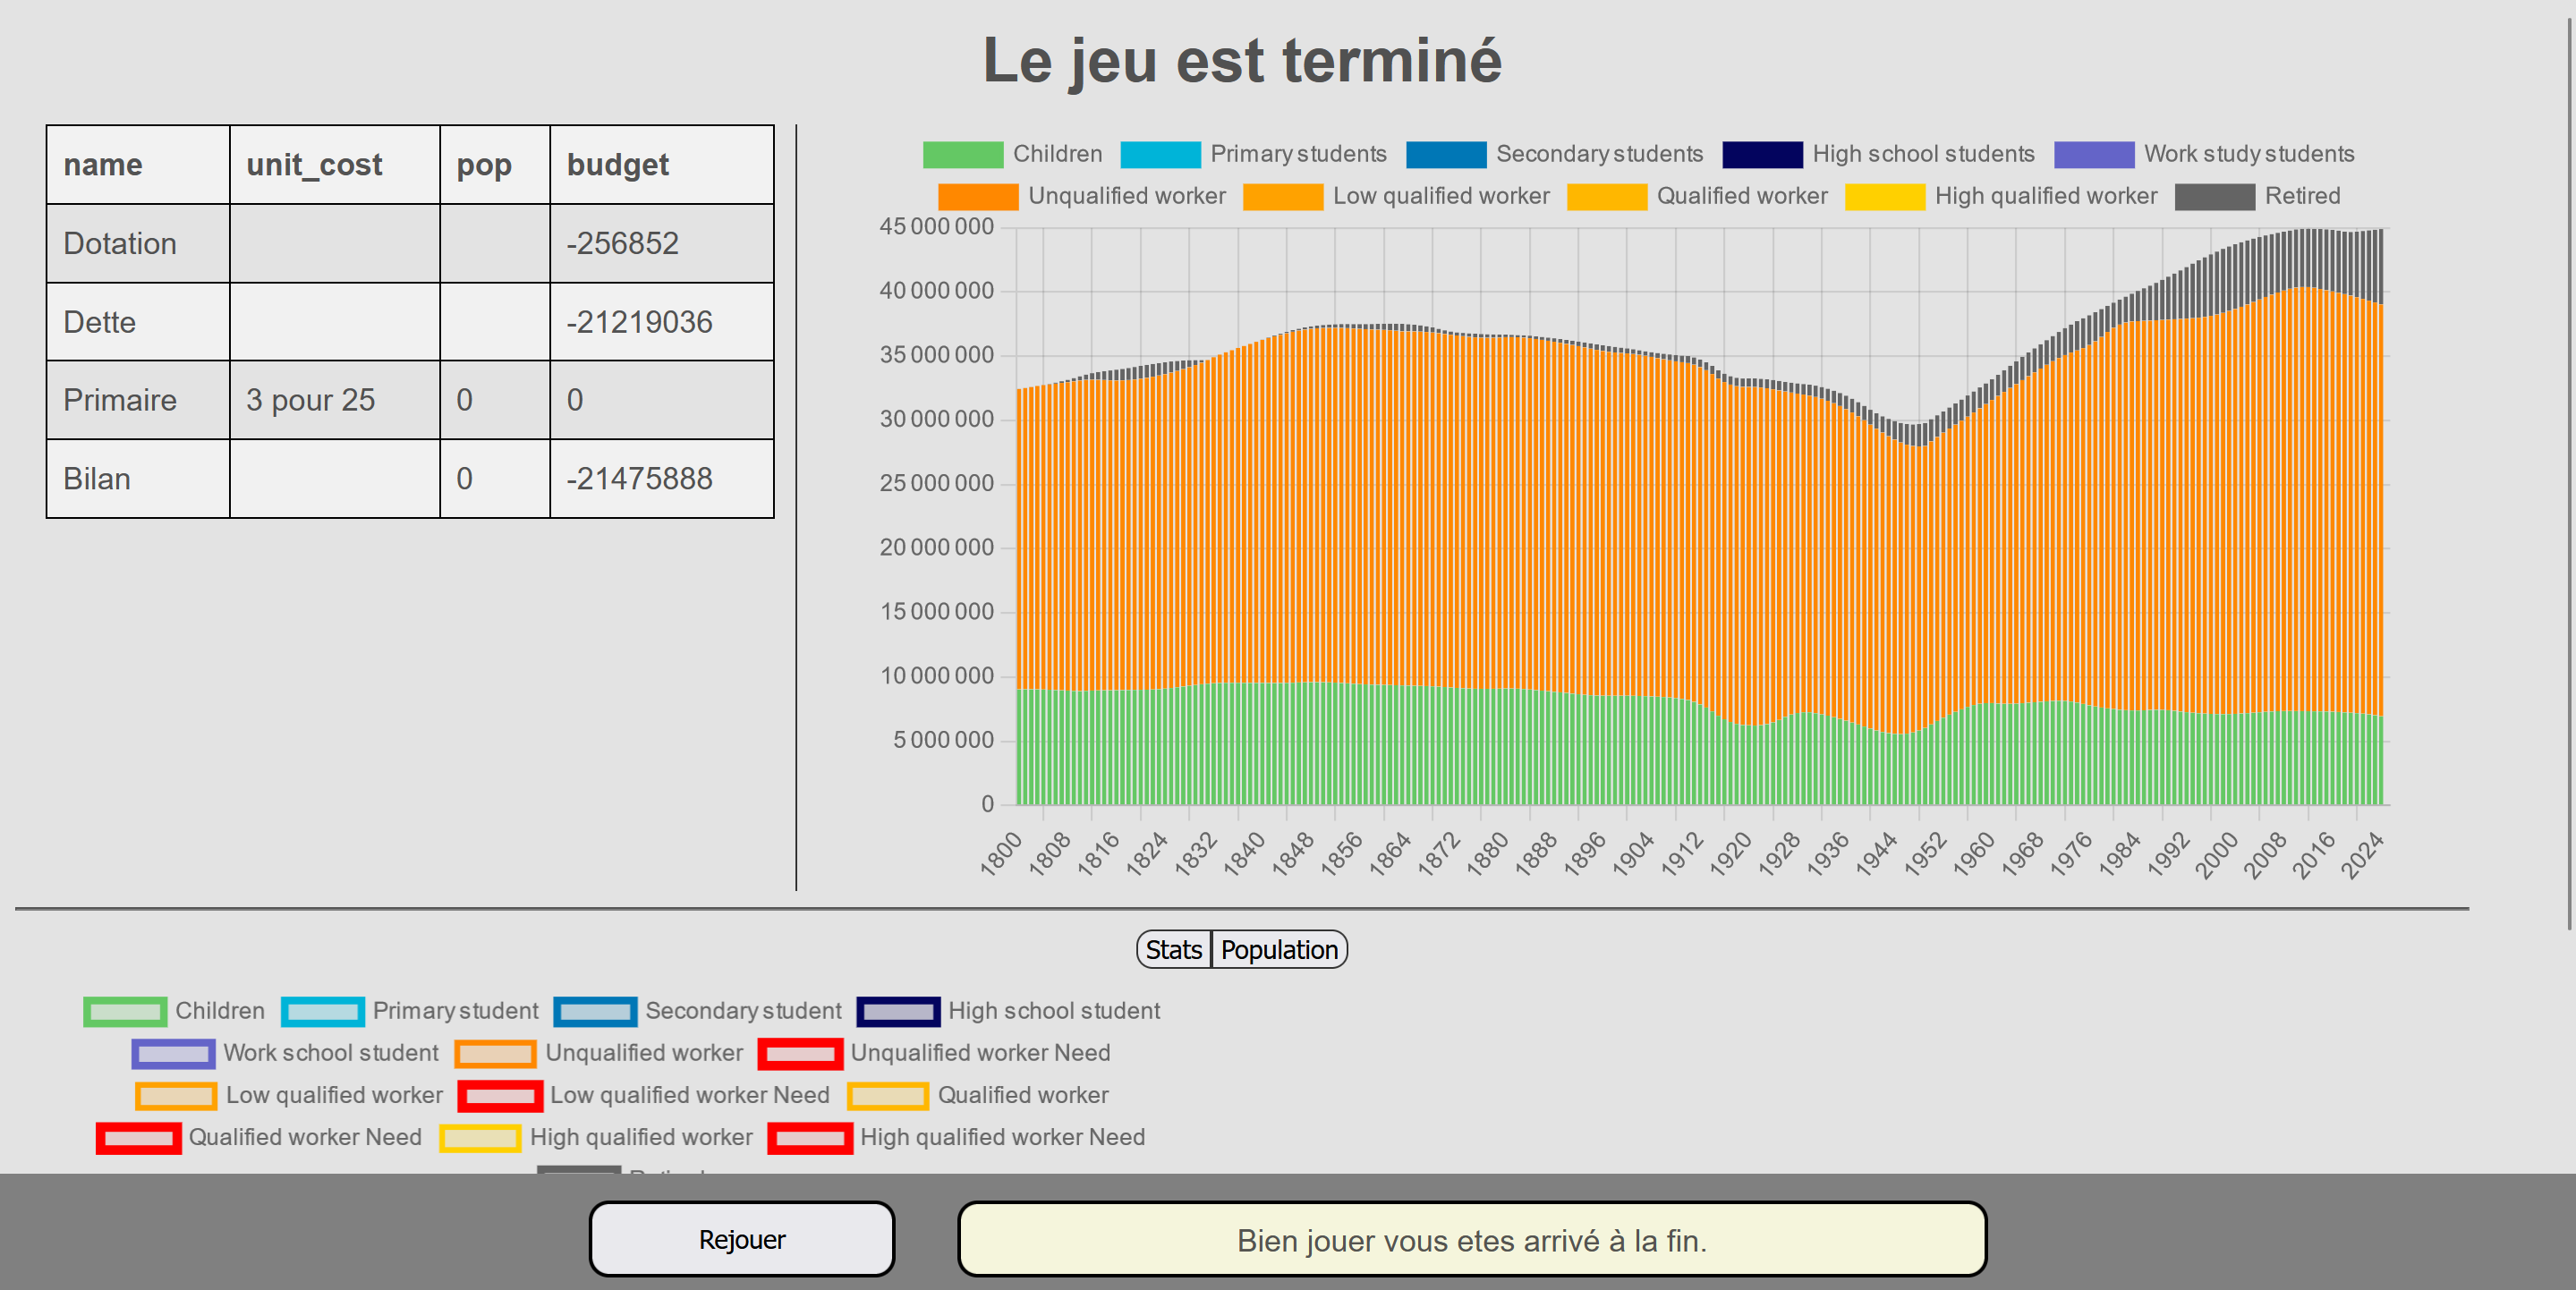 Le jeu est terminé
name unit_cost pop budget
Dotation -256852
Dette -21219036
Primaire 3 pour 25 0 0
Bilan 0 -21475888
Children Primary students Secondary students High school students Work study students
Unqualified worker Low qualified worker Qualified worker High qualified worker Retired
45 000 000
40 000 000
35 000 000
30 000 000
25 000 000
20 000 000
15 000 000
10 000 000
5 000 000
0
1800 1808 1816 1824 1832 1840 1848 1856 1864 1872 1880 1888 1896 1904 1912 1920 1928 1936 1944 1952 1960 1968 1976 1984 1992 2000 2008 2016 2024
Stats Population
Children Primary student Secondary student High school student
Work school student Unqualified worker Unqualified worker Need
Low qualified worker Low qualified worker Need Qualified worker
Qualified worker Need High qualified worker High qualified worker Need
Rejouer
Bien jouer vous etes arrivé à la fin.